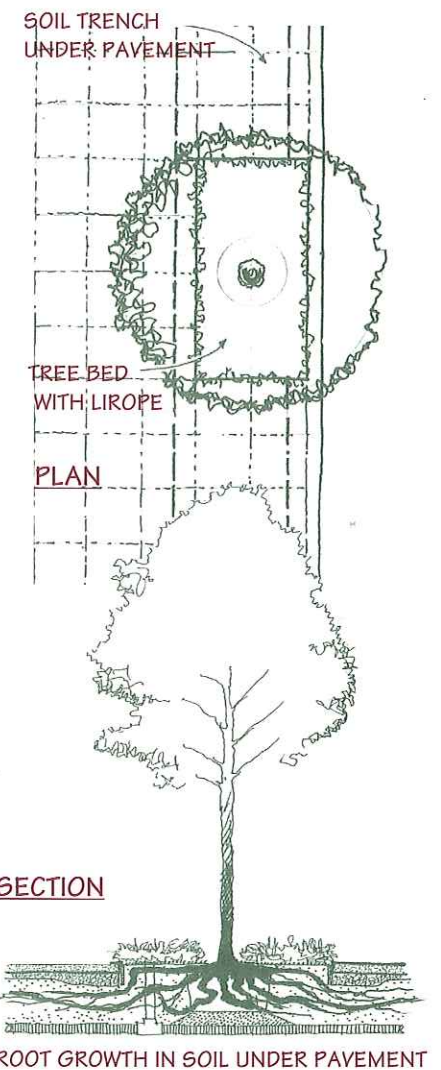 SOIL TRENCH
UNDER PAVEMENT
TREE BED
WITH LIROPE
PLAN
SECTION
ROOT GROWTH IN SOIL UNDER PAVEMENT